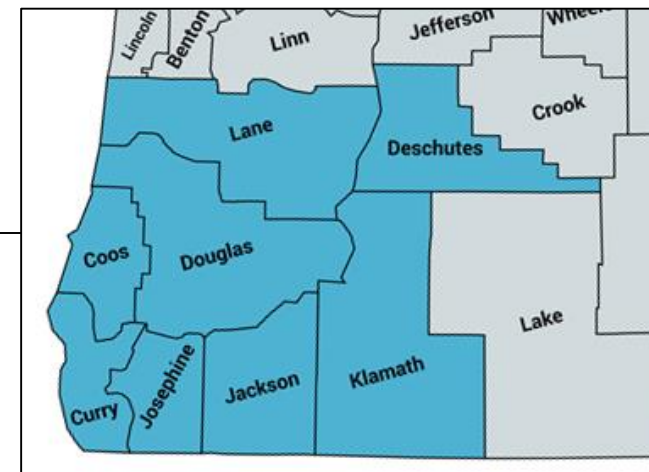 Lincoln
Benton
Linn
Jefferson
Lane
Deschutes
Crook
Coos
Douglas
Lake
Curry
Josephine
Jackson
Klamath